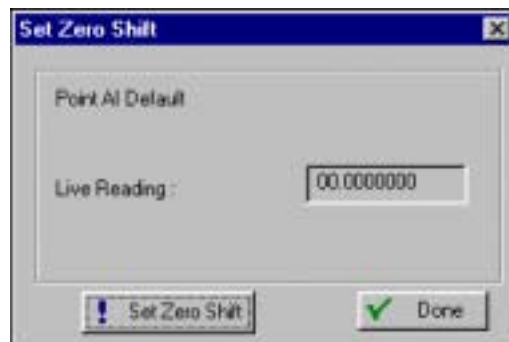 Set Zero Shift
Point AI Default
Live Reading :
00.0000000
Set Zero Shift
Done